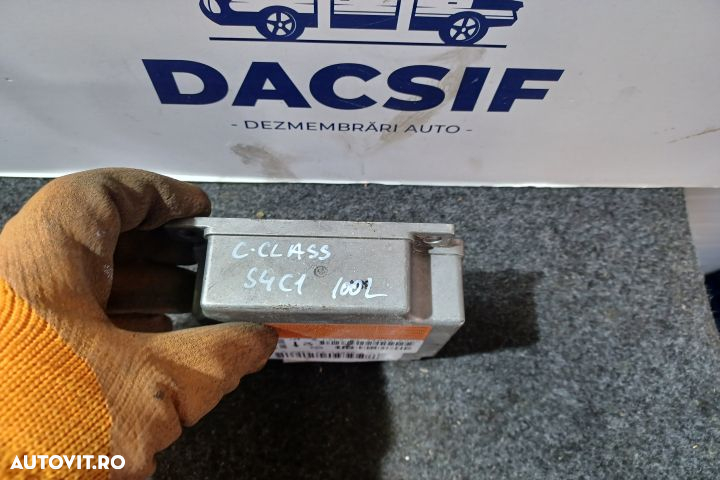 DACSIF
- DEZMEMBRĂRI AUTO -
C-CLASS
S4C1 100L
AUTOVIT.RO